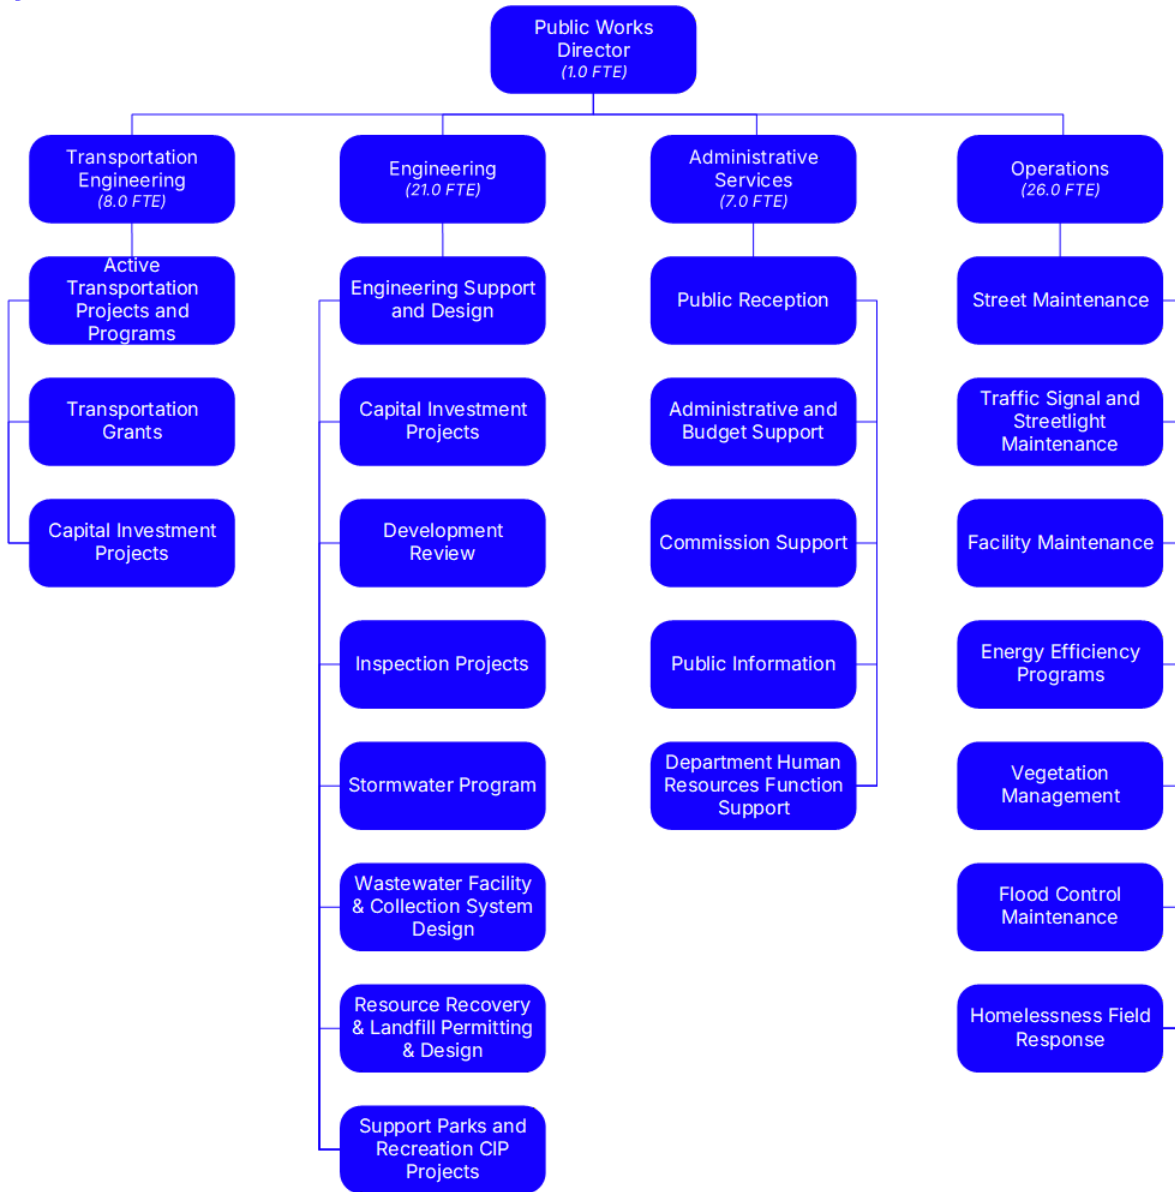 Public Works
Director
(1.0 FTE)
Transportation
Engineering
(8.0 FTE)
Engineering
(21.0 FTE)
Administrative
Services
(7.0 FTE)
Operations
(26.0 FTE)
Active
Transportation
Projects and
Programs
Transportation
Grants
Capital Investment
Projects
Engineering Support
and Design
Capital Investment
Projects
Development
Review
Inspection Projects
Stormwater Program
Wastewater Facility
& Collection System
Design
Resource Recovery
& Landfill Permitting
& Design
Support Parks and
Recreation CIP
Projects
Public Reception
Administrative and
Budget Support
Commission Support
Public Information
Department Human
Resources Function
Support
Street Maintenance
Traffic Signal and
Streetlight
Maintenance
Facility Maintenance
Energy Efficiency
Programs
Vegetation
Management
Flood Control
Maintenance
Homelessness Field
Response